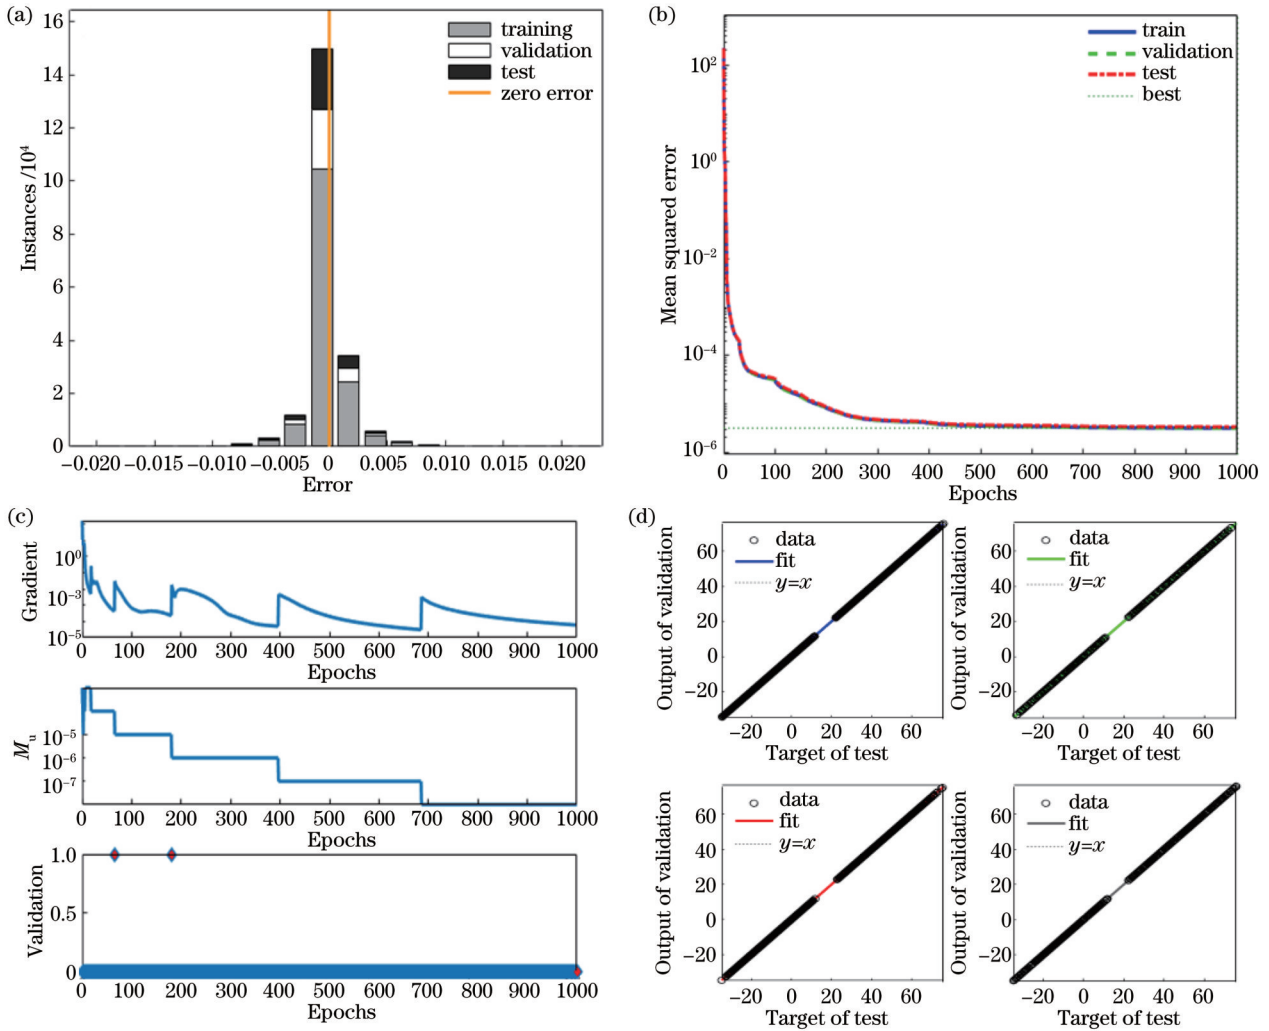 (a)
16
14
12
10
8
6
4
2
0
Instances /10⁴
training
validation
test
zero error
−0.020 −0.015 −0.010 −0.005 0 0.005 0.010 0.015 0.020
Error
(b)
10²
10⁰
10⁻²
10⁻⁴
10⁻⁶
Mean squared error
train
validation
test
best
0 100 200 300 400 500 600 700 800 900 1000
Epochs
(c)
Gradient
10⁰
10⁻³
10⁻⁵
0 100 200 300 400 500 600 700 800 900 1000
Epochs
Mᵤ
10⁻⁵
10⁻⁶
10⁻⁷
0 100 200 300 400 500 600 700 800 900 1000
Epochs
Validation
1.0
0.5
0
0 100 200 300 400 500 600 700 800 900 1000
Epochs
(d)
Output of validation
60
40
20
0
−20
data
fit
y=x
−20 0 20 40 60
Target of test
Output of validation
60
40
20
0
−20
data
fit
y=x
−20 0 20 40 60
Target of test
Output of validation
60
40
20
0
−20
data
fit
y=x
−20 0 20 40 60
Target of test
Output of validation
60
40
20
0
−20
data
fit
y=x
−20 0 20 40 60
Target of test